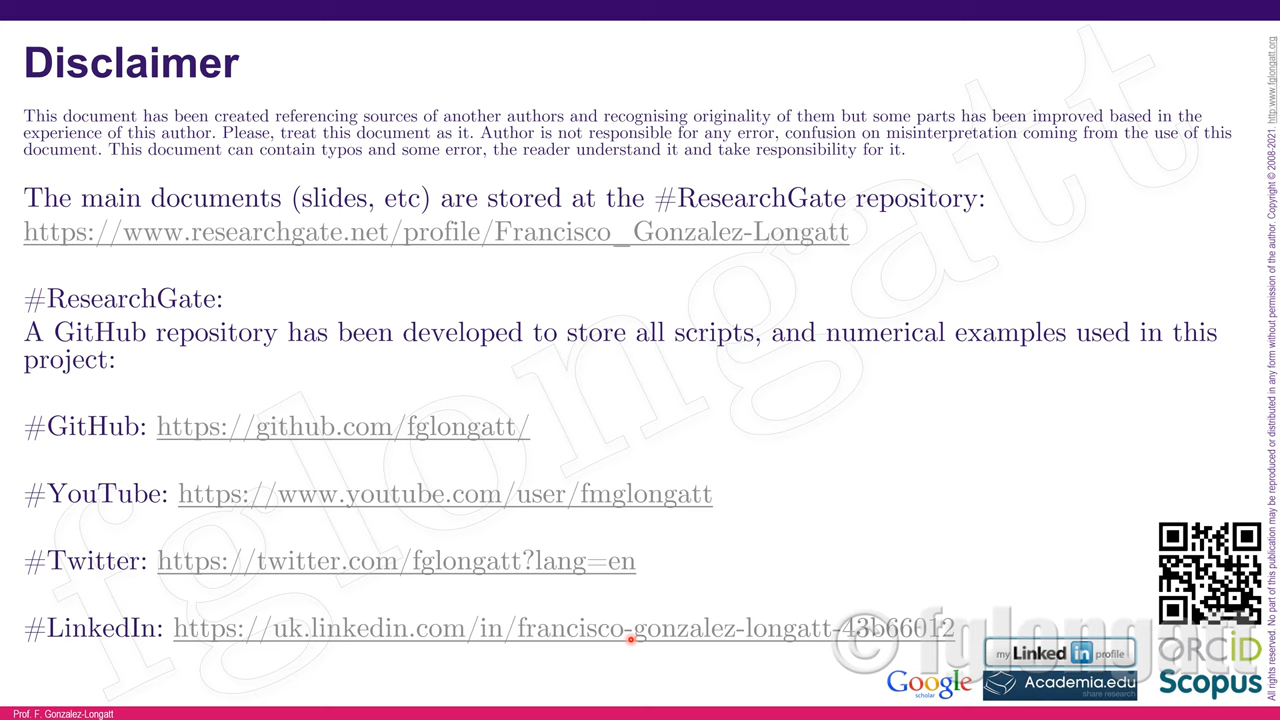 Disclaimer
This document has been created referencing sources of another authors and recognising originality of them but some parts has been improved based in the
experience of this author. Please, treat this document as it. Author is not responsible for any error, confusion on misinterpretation coming from the use of this
document. This document can contain typos and some error, the reader understand it and take responsibility for it.
The main documents (slides, etc) are stored at the #ResearchGate repository:
https://www.researchgate.net/profile/Francisco_Gonzalez-Longatt
#ResearchGate:
A GitHub repository has been developed to store all scripts, and numerical examples used in this
project:
#GitHub: https://github.com/fglongatt/
#YouTube: https://www.youtube.com/user/fmglongatt
#Twitter: https://twitter.com/fglongatt?lang=en
#LinkedIn: https://uk.linkedin.com/in/francisco-gonzalez-longatt-43b66012
fglongatt
© fglongatt
my Linked in profile
Google
scholar
Academia.edu
share research
ORCID
Scopus
All rights reserved. No part of this publication may be reproduced or distributed in any form without permission of the author. Copyright © 2008-2021. http:www.fglongatt.org
Prof. F. Gonzalez-Longatt